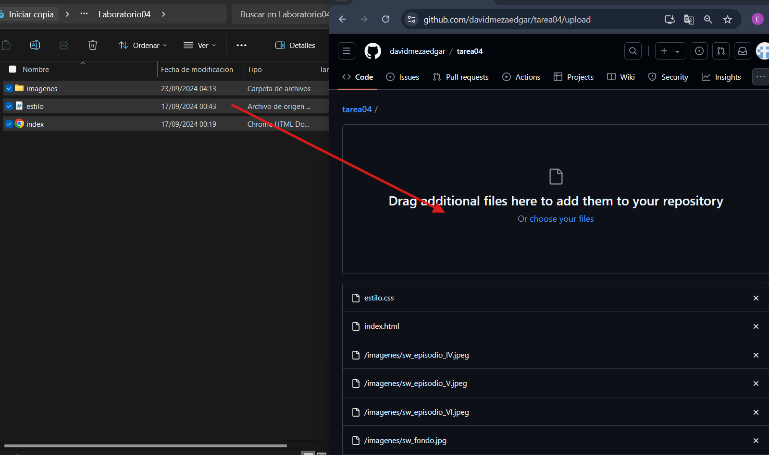 Iniciar copia > ··· Laboratorio04 > Buscar en Laboratorio04
Ordenar Ver ··· Detalles
Nombre Fecha de modificación Tipo
imagenes 23/09/2024 04:13 Carpeta de archivos
estilo 17/09/2024 00:43 Archivo de origen ...
index 17/09/2024 00:19 Chrome HTML Do...
github.com/davidmezaedgar/tarea04/upload
E
davidmezaedgar / tarea04
Code Issues Pull requests Actions Projects Wiki Security Insights ···
tarea04 /
Drag additional files here to add them to your repository
Or choose your files
estilo.css
index.html
/imagenes/sw_episodio_IV.jpeg
/imagenes/sw_episodio_V.jpeg
/imagenes/sw_episodio_VI.jpeg
/imagenes/sw_fondo.jpg